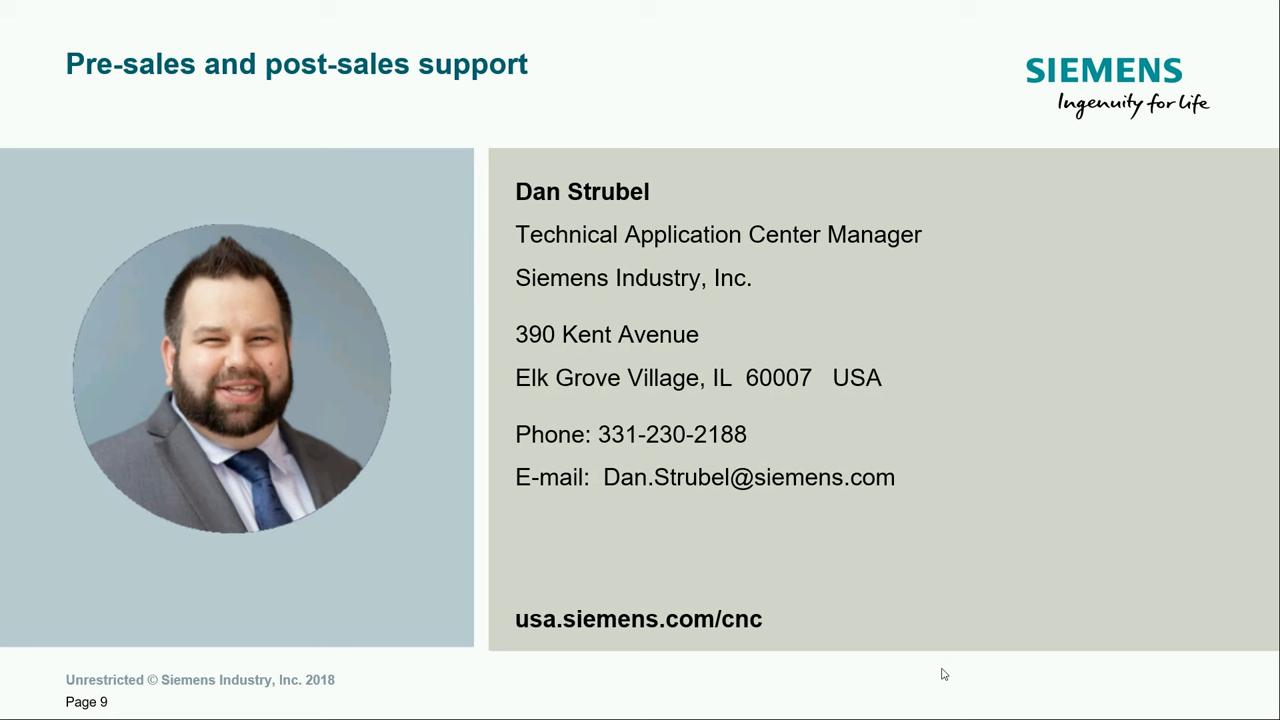 Pre-sales and post-sales support
SIEMENS
Ingenuity for life
Dan Strubel
Technical Application Center Manager
Siemens Industry, Inc.
390 Kent Avenue
Elk Grove Village, IL  60007   USA
Phone: 331-230-2188
E-mail:  Dan.Strubel@siemens.com
usa.siemens.com/cnc
Unrestricted © Siemens Industry, Inc. 2018
Page 9